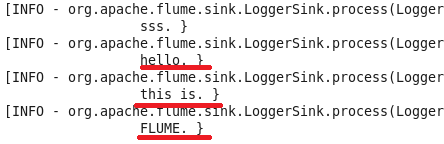 [INFO - org.apache.flume.sink.LoggerSink.process(Logger
sss. }
[INFO - org.apache.flume.sink.LoggerSink.process(Logger
hello. }
[INFO - org.apache.flume.sink.LoggerSink.process(Logger
this is. }
[INFO - org.apache.flume.sink.LoggerSink.process(Logger
FLUME. }